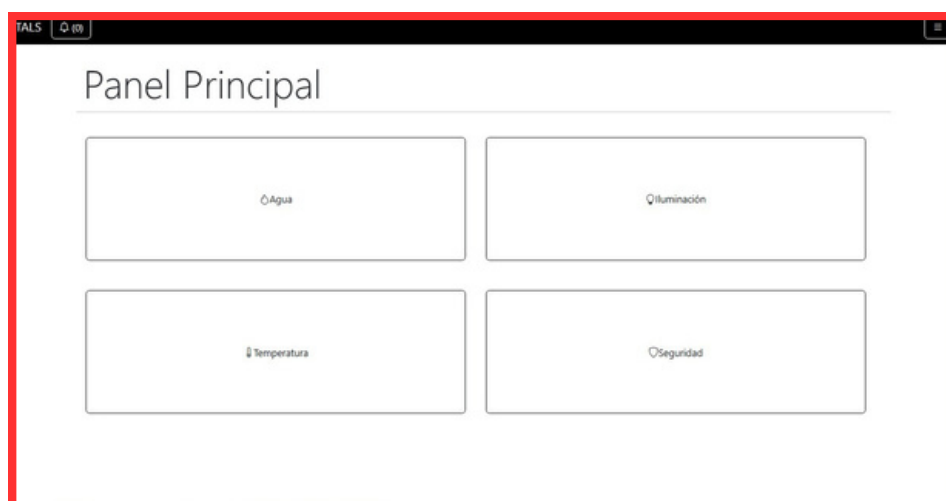 TALS (0)
Panel Principal
Agua
Iluminación
Temperatura
Seguridad